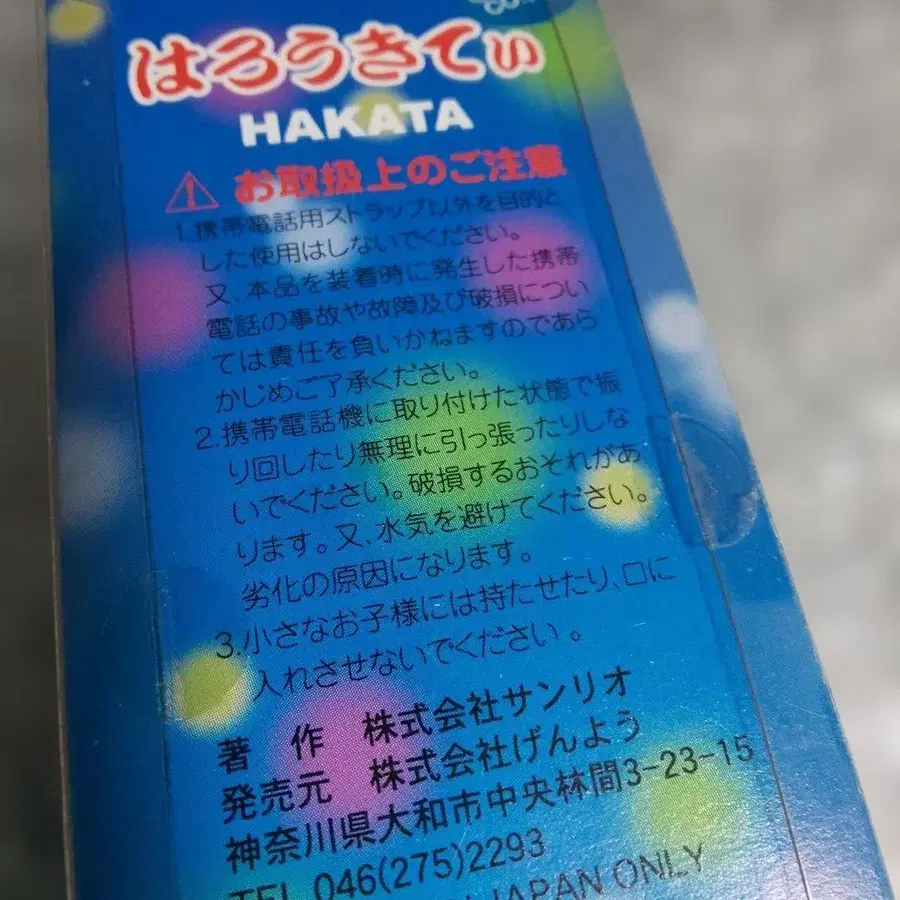 はろうきてぃ
HAKATA
お取扱上のご注意
1.携帯電話用ストラップ以外を目的と
した使用はしないでください。
又、本品を装着時に発生した携帯
電話の事故や故障及び破損につい
ては責任を負いかねますのであら
かじめご了承ください。
2.携帯電話機に取り付けた状態で振
り回したり無理に引っ張ったりしな
いでください。破損するおそれがあ
ります。又、水気を避けてください。
劣化の原因になります。
3.小さなお子様には持たせたり、口に
入れさせないでください。
著 作 株式会社サンリオ
発売元 株式会社げんよう
神奈川県大和市中央林間3-23-15
TEL 046(275)2293
JAPAN ONLY